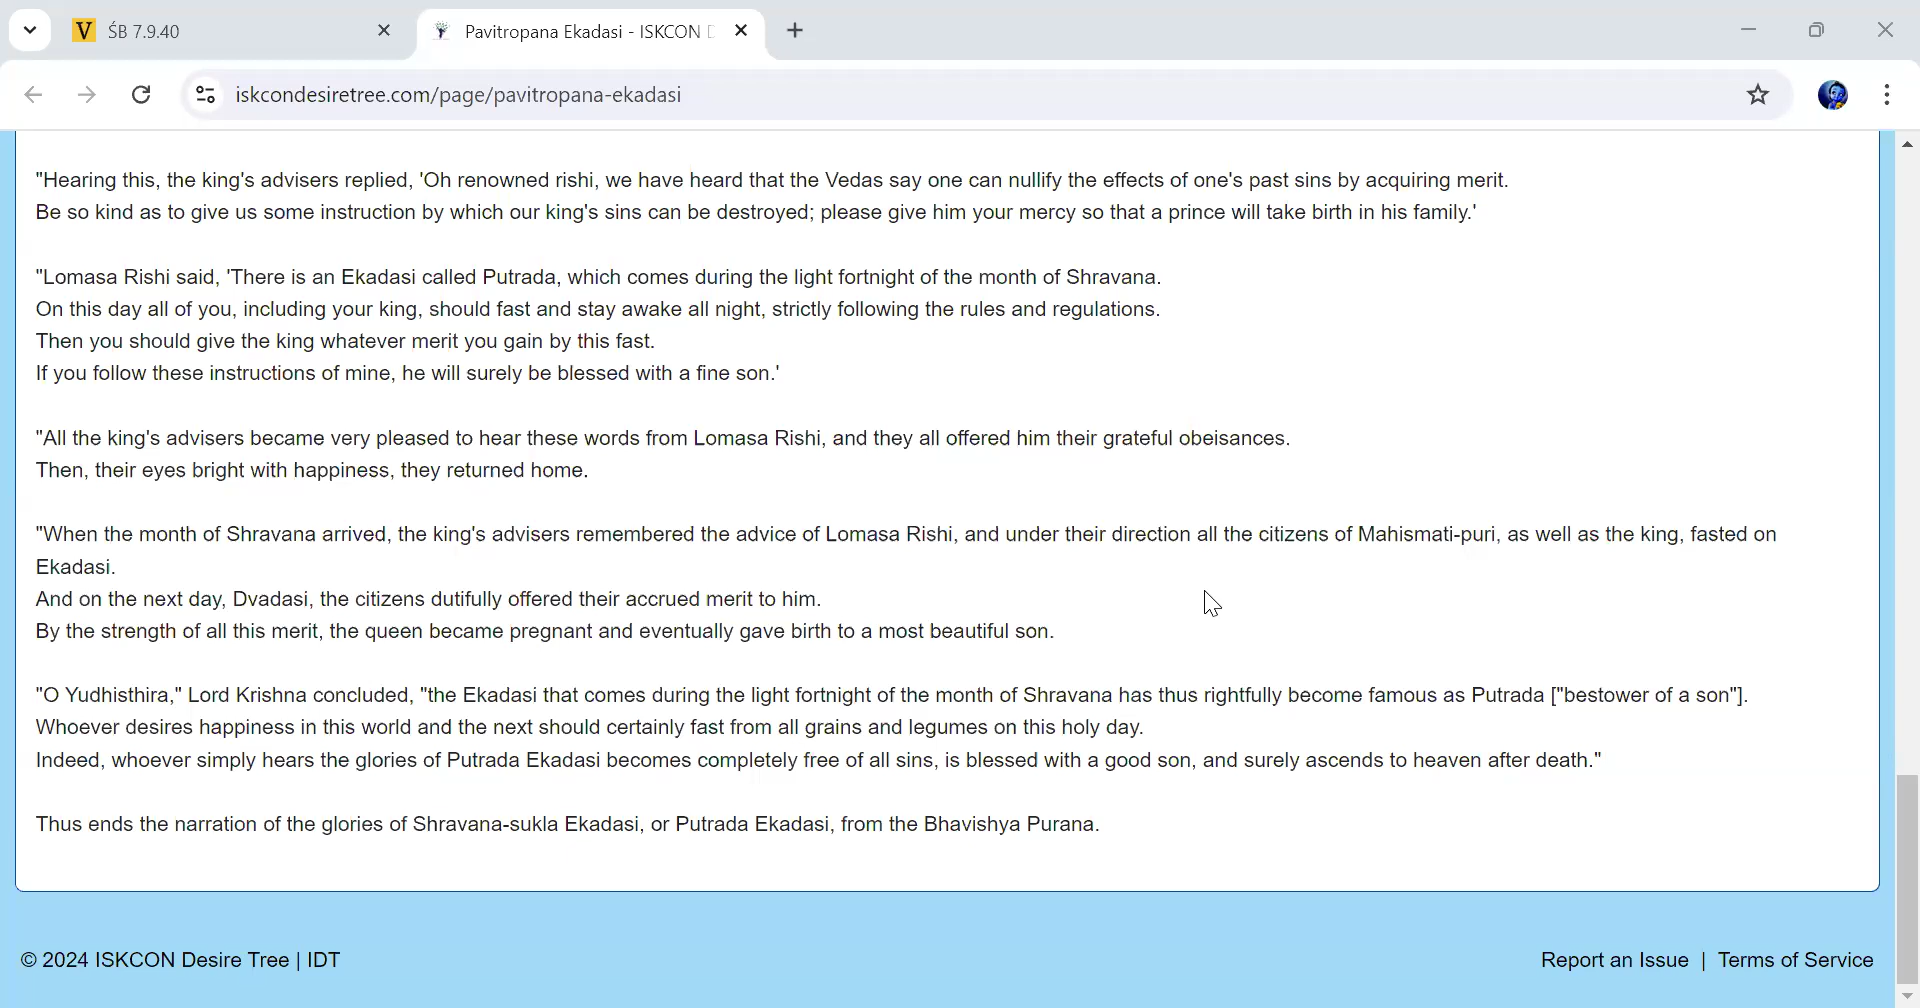 ŚB 7.9.40
Pavitropana Ekadasi - ISKCON D
iskcondesiretree.com/page/pavitropana-ekadasi
"Hearing this, the king's advisers replied, 'Oh renowned rishi, we have heard that the Vedas say one can nullify the effects of one's past sins by acquiring merit.
Be so kind as to give us some instruction by which our king's sins can be destroyed; please give him your mercy so that a prince will take birth in his family.'
"Lomasa Rishi said, 'There is an Ekadasi called Putrada, which comes during the light fortnight of the month of Shravana.
On this day all of you, including your king, should fast and stay awake all night, strictly following the rules and regulations.
Then you should give the king whatever merit you gain by this fast.
If you follow these instructions of mine, he will surely be blessed with a fine son.'
"All the king's advisers became very pleased to hear these words from Lomasa Rishi, and they all offered him their grateful obeisances.
Then, their eyes bright with happiness, they returned home.
"When the month of Shravana arrived, the king's advisers remembered the advice of Lomasa Rishi, and under their direction all the citizens of Mahismati-puri, as well as the king, fasted on
Ekadasi.
And on the next day, Dvadasi, the citizens dutifully offered their accrued merit to him.
By the strength of all this merit, the queen became pregnant and eventually gave birth to a most beautiful son.
"O Yudhisthira," Lord Krishna concluded, "the Ekadasi that comes during the light fortnight of the month of Shravana has thus rightfully become famous as Putrada ["bestower of a son"].
Whoever desires happiness in this world and the next should certainly fast from all grains and legumes on this holy day.
Indeed, whoever simply hears the glories of Putrada Ekadasi becomes completely free of all sins, is blessed with a good son, and surely ascends to heaven after death."
Thus ends the narration of the glories of Shravana-sukla Ekadasi, or Putrada Ekadasi, from the Bhavishya Purana.
© 2024 ISKCON Desire Tree | IDT
Report an Issue | Terms of Service